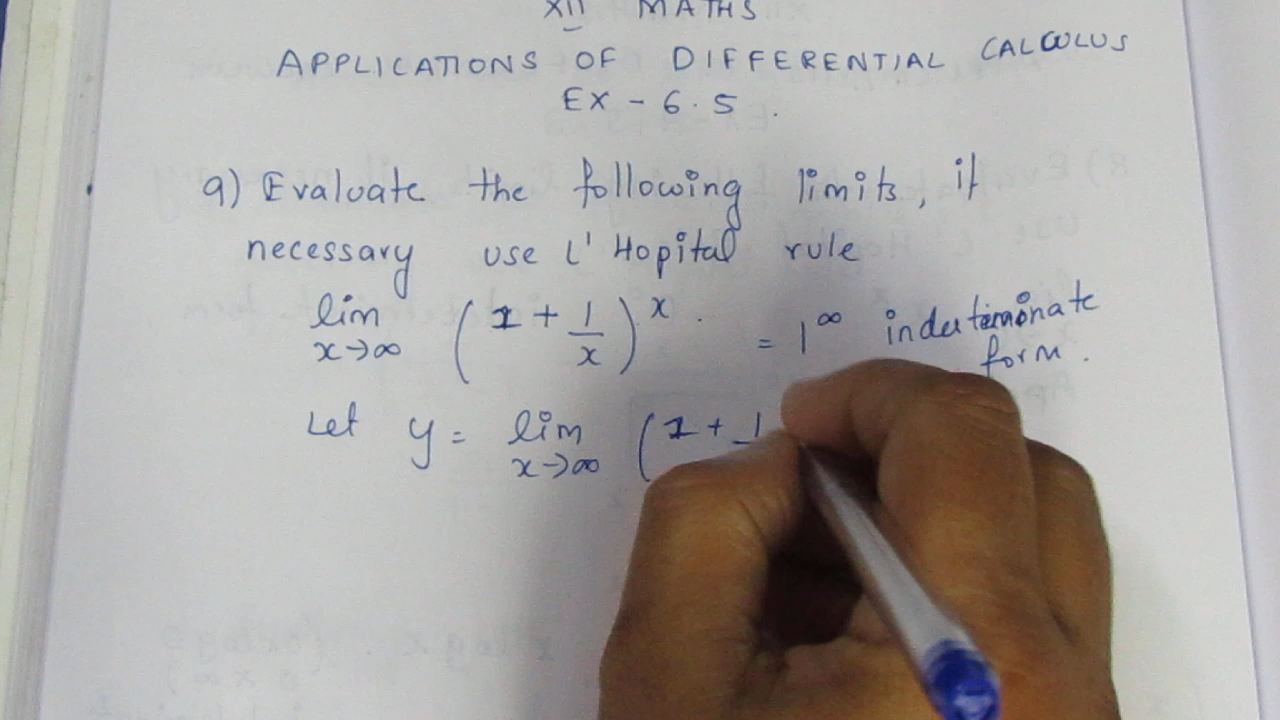 XII MATHS
APPLICATIONS OF DIFFERENTIAL CALCULUS
EX - 6.5.
9) Evaluate the following limits, if
necessary use L' Hopital rule
lim x→∞ (1 + 1/x)^x. = 1^∞ indeterminate
form.
Let y = lim x→∞ (1 + 1